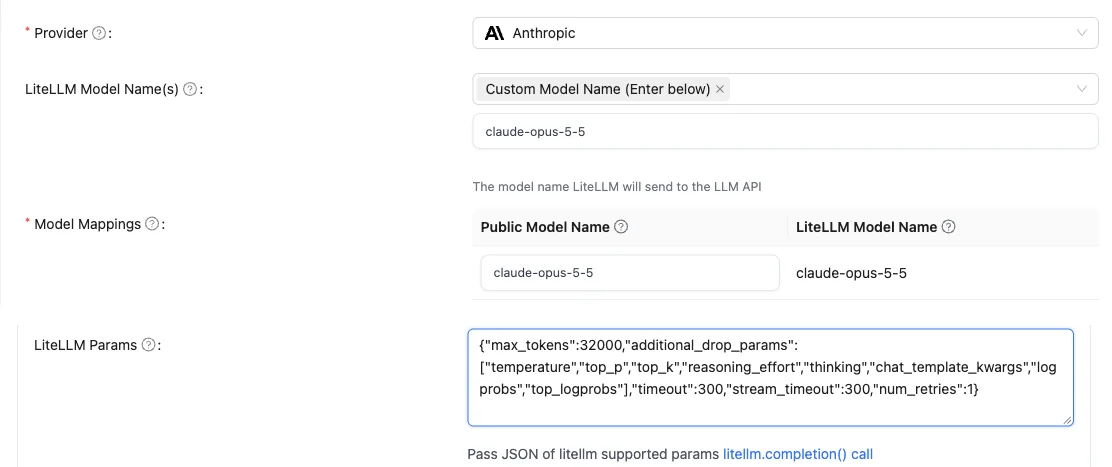 * Provider ? :
Anthropic
LiteLLM Model Name(s) ? :
Custom Model Name (Enter below) ×
claude-opus-5-5
The model name LiteLLM will send to the LLM API
* Model Mappings ? :
Public Model Name ?
LiteLLM Model Name ?
claude-opus-5-5
claude-opus-5-5
LiteLLM Params ? :
{"max_tokens":32000,"additional_drop_params":
["temperature","top_p","top_k","reasoning_effort","thinking","chat_template_kwargs","log
probs","top_logprobs"],"timeout":300,"stream_timeout":300,"num_retries":1}
Pass JSON of litellm supported params litellm.completion() call